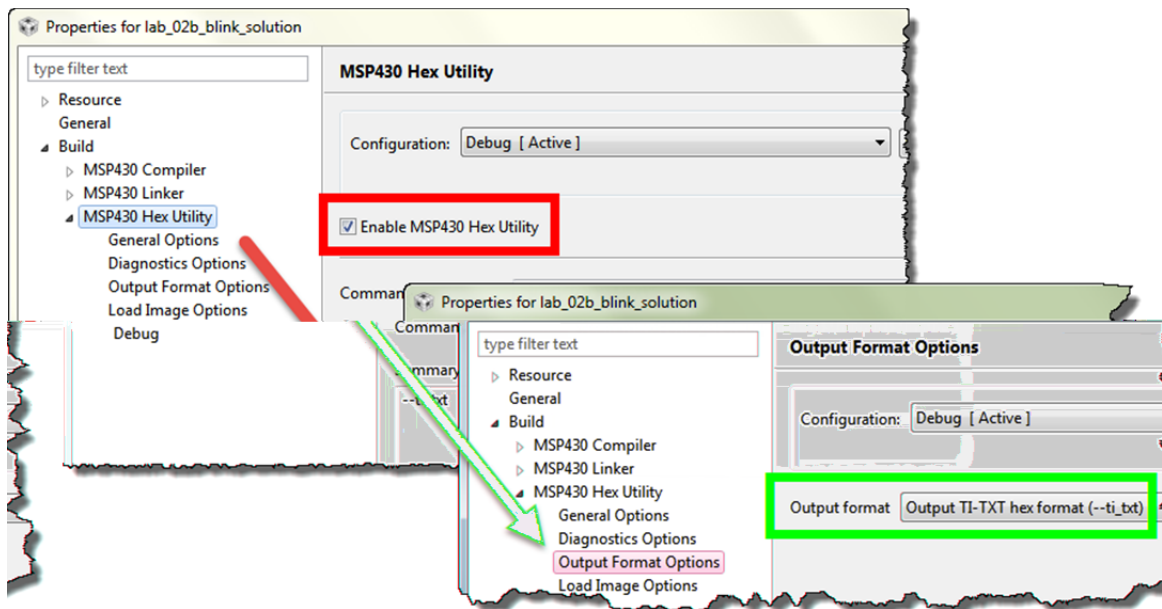 Properties for lab_02b_blink_solution
type filter text
Resource
General
Build
MSP430 Compiler
MSP430 Linker
MSP430 Hex Utility
General Options
Diagnostics Options
Output Format Options
Load Image Options
Debug
MSP430 Hex Utility
Configuration: Debug [ Active ]
Enable MSP430 Hex Utility
Comman
Comman
ummary
txt
Properties for lab_02b_blink_solution
type filter text
Resource
General
Build
MSP430 Compiler
MSP430 Linker
MSP430 Hex Utility
General Options
Diagnostics Options
Output Format Options
Load Image Options
Output Format Options
Configuration: Debug [ Active ]
Output format Output TI-TXT hex format (--ti_txt)